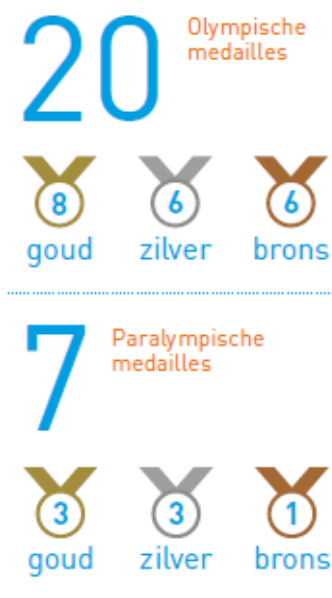 20
Olympische
medailles
8 6 6
goud zilver brons
7
Paralympische
medailles
3 3 1
goud zilver brons